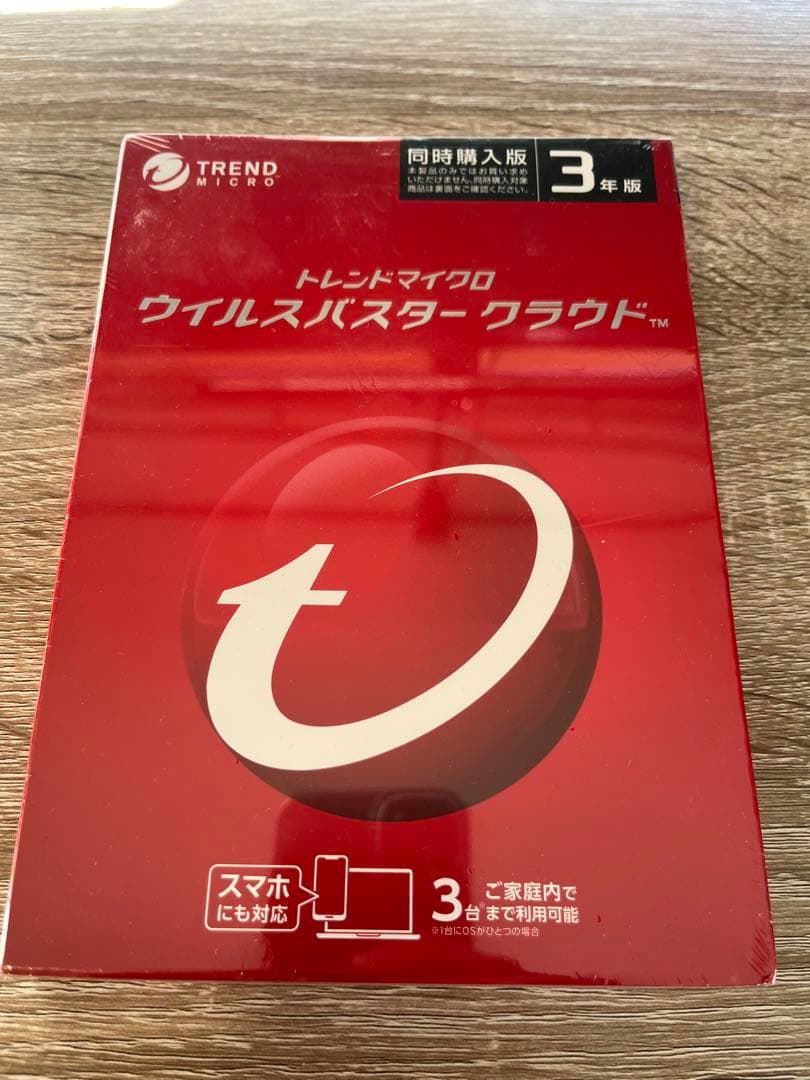 TREND
MICRO
同時購入版
本製品のみではお買い求め
いただけません。同時購入対象
商品は裏面をご確認ください。
3年版
トレンドマイクロ
ウイルスバスター クラウド™
スマホ
にも対応
3台※
ご家庭内で
まで利用可能
※1台にOSがひとつの場合